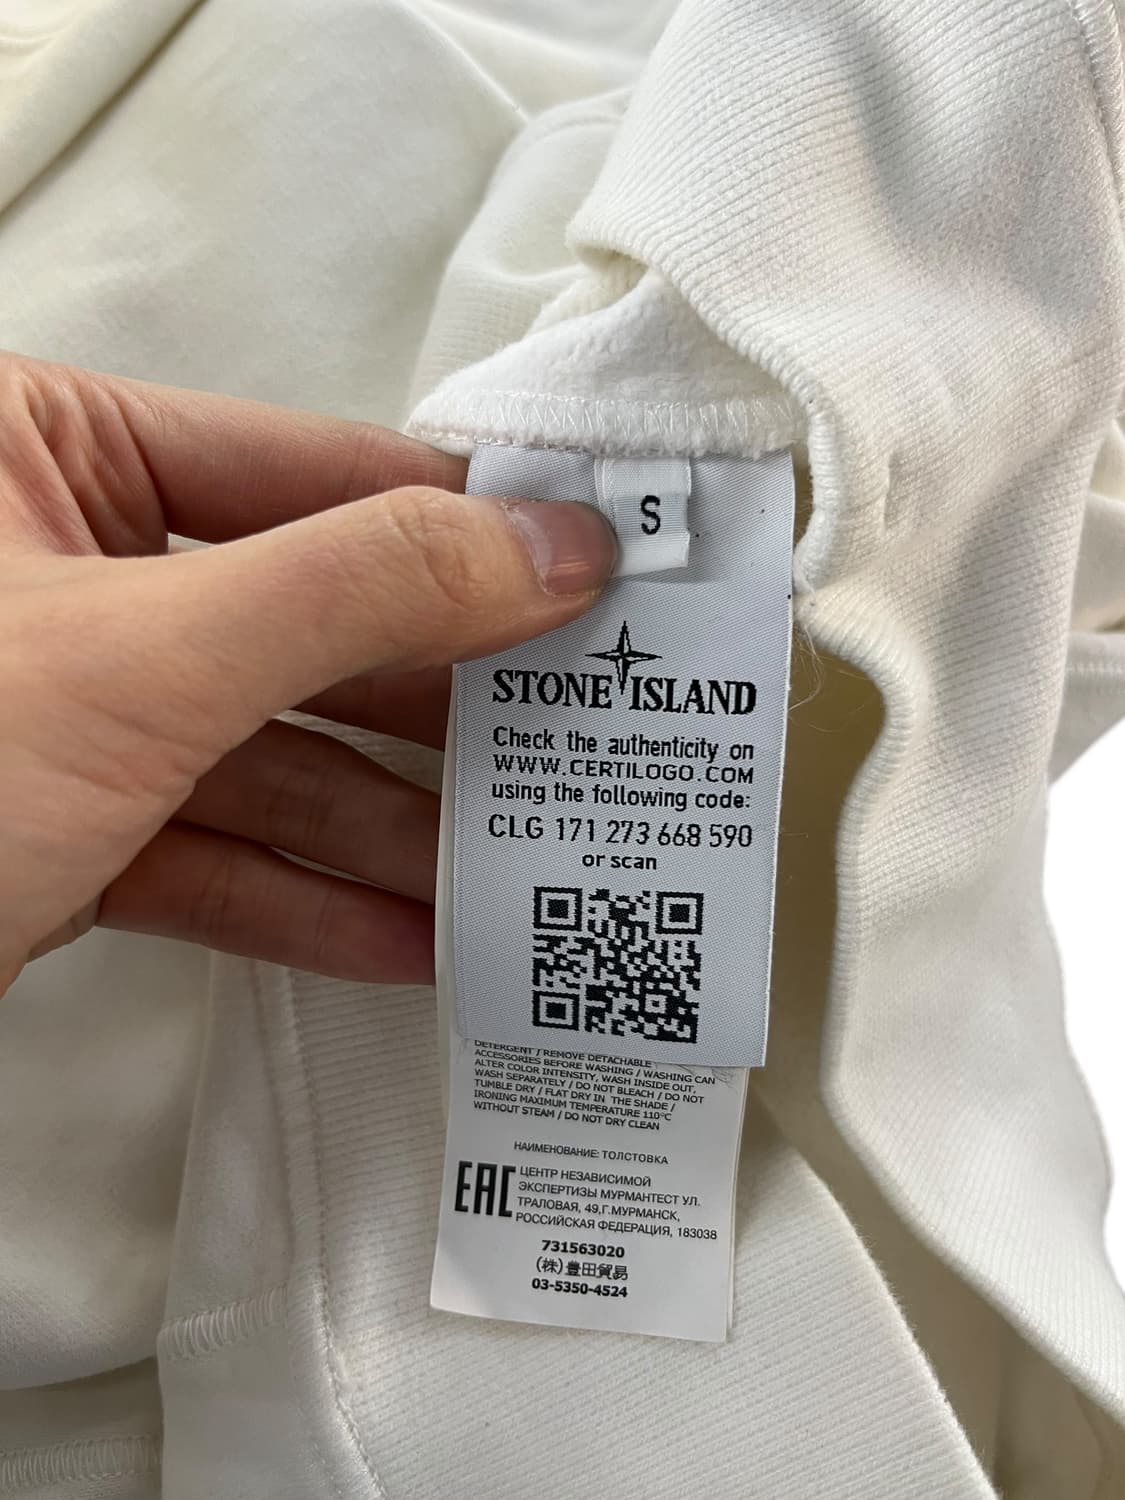 S
STONE ISLAND
Check the authenticity on
WWW.CERTILOGO.COM
using the following code:
CLG 171 273 668 590
or scan
DETERGENT / REMOVE DETACHABLE
ACCESSORIES BEFORE WASHING / WASHING CAN
ALTER COLOR INTENSITY, WASH INSIDE OUT,
WASH SEPARATELY / DO NOT BLEACH / DO NOT
TUMBLE DRY / FLAT DRY IN THE SHADE /
IRONING MAXIMUM TEMPERATURE 110°C
WITHOUT STEAM / DO NOT DRY CLEAN
НАИМЕНОВАНИЕ: ТОЛСТОВКА
EAC
ЦЕНТР НЕЗАВИСИМОЙ
ЭКСПЕРТИЗЫ МУРМАНТЕСТ УЛ.
ТРАЛОВАЯ, 49,Г.МУРМАНСК,
РОССИЙСКАЯ ФЕДЕРАЦИЯ, 183038
731563020
(株)豊田貿易
03-5350-4524